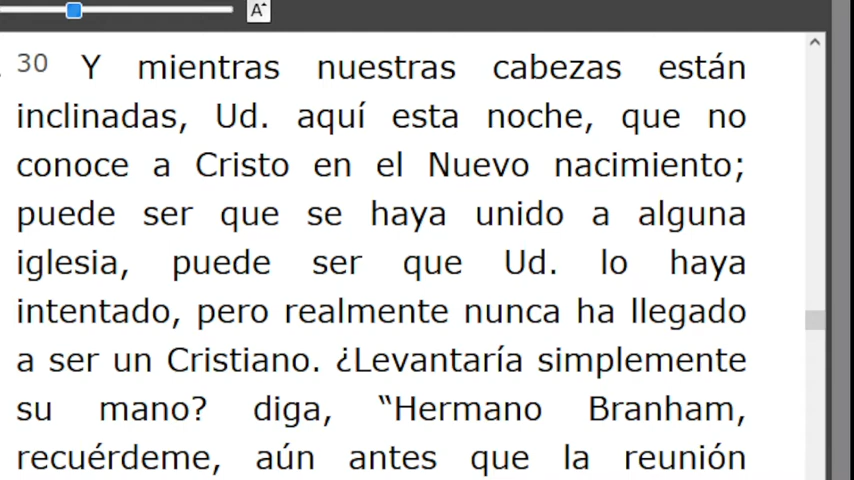 A
30 Y mientras nuestras cabezas están
inclinadas, Ud. aquí esta noche, que no
conoce a Cristo en el Nuevo nacimiento;
puede ser que se haya unido a alguna
iglesia, puede ser que Ud. lo haya
intentado, pero realmente nunca ha llegado
a ser un Cristiano. ¿Levantaría simplemente
su mano? diga, “Hermano Branham,
recuérdeme, aún antes que la reunión